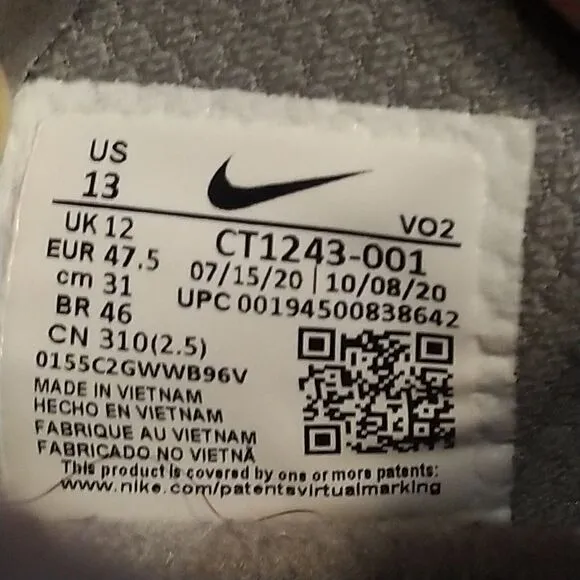 US
13
VO2
UK 12
CT1243-001
EUR 47.5
07/15/20 | 10/08/20
cm 31
UPC 00194500838642
BR 46
CN 310(2.5)
0155C2GWWB96V
MADE IN VIETNAM
HECHO EN VIETNAM
FABRIQUE AU VIETNAM
FABRICADO NO VIETNÃ
This product is covered by one or more patents:
www.nike.com/patentsvirtualmarking